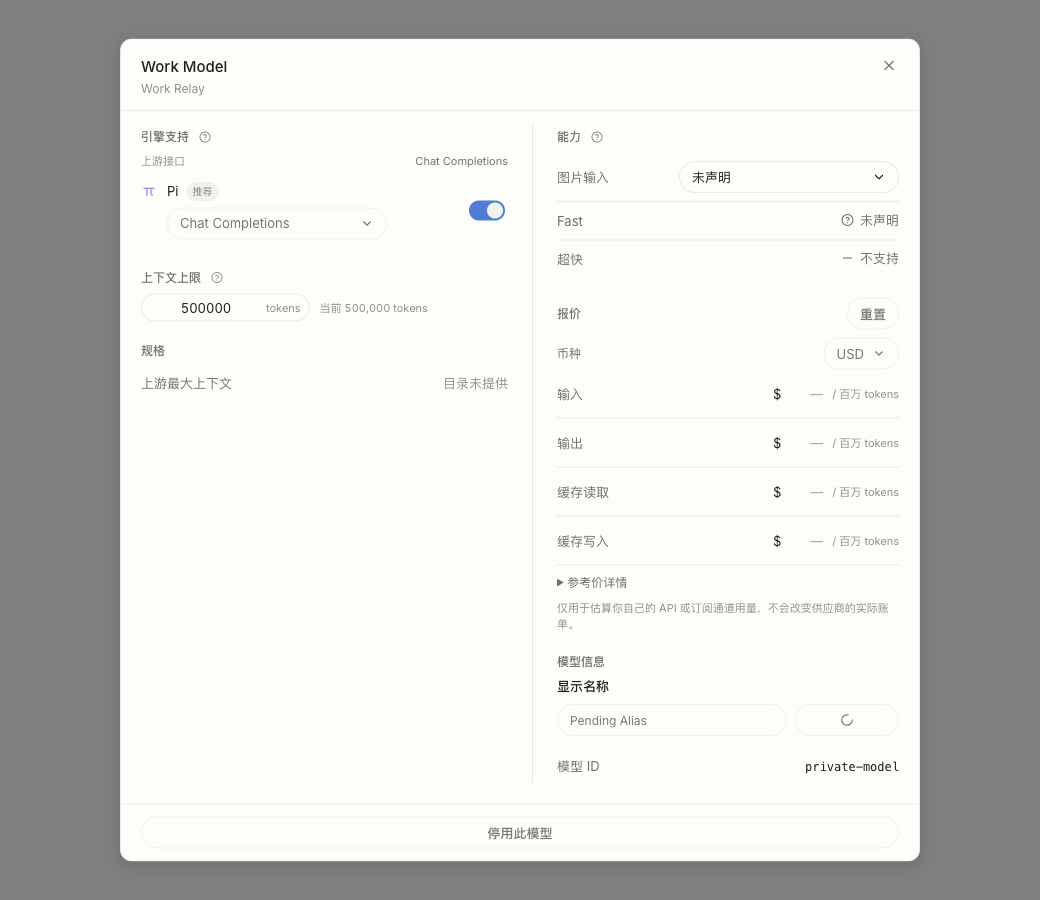 Work Model
Work Relay
引擎支持
上游接口
Chat Completions
Pi 推荐
Chat Completions
上下文上限
500000 tokens 当前 500,000 tokens
规格
上游最大上下文 目录未提供
能力
图片输入 未声明
Fast 未声明
超快 — 不支持
报价 重置
币种 USD
输入 $ — / 百万 tokens
输出 $ — / 百万 tokens
缓存读取 $ — / 百万 tokens
缓存写入 $ — / 百万 tokens
参考价详情
仅用于估算你自己的 API 或订阅通道用量，不会改变供应商的实际账
单。
模型信息
显示名称
Pending Alias
模型 ID private-model
停用此模型